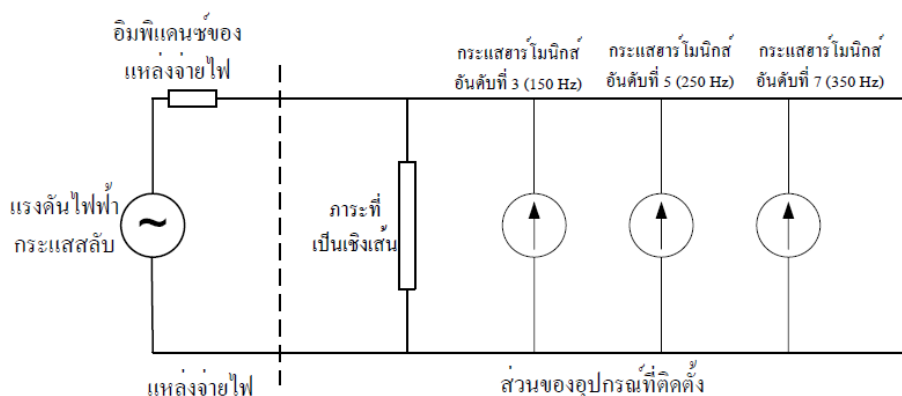 อิมพิแดนซ์ของ
แหล่งจ่ายไฟ
กระแสฮาร์โมนิกส์
อันดับที่ 3 (150 Hz)
กระแสฮาร์โมนิกส์
อันดับที่ 5 (250 Hz)
กระแสฮาร์โมนิกส์
อันดับที่ 7 (350 Hz)
แรงดันไฟฟ้า
กระแสสลับ
~
ภาระที่
เป็นเชิงเส้น
แหล่งจ่ายไฟ
ส่วนของอุปกรณ์ที่ติดตั้ง